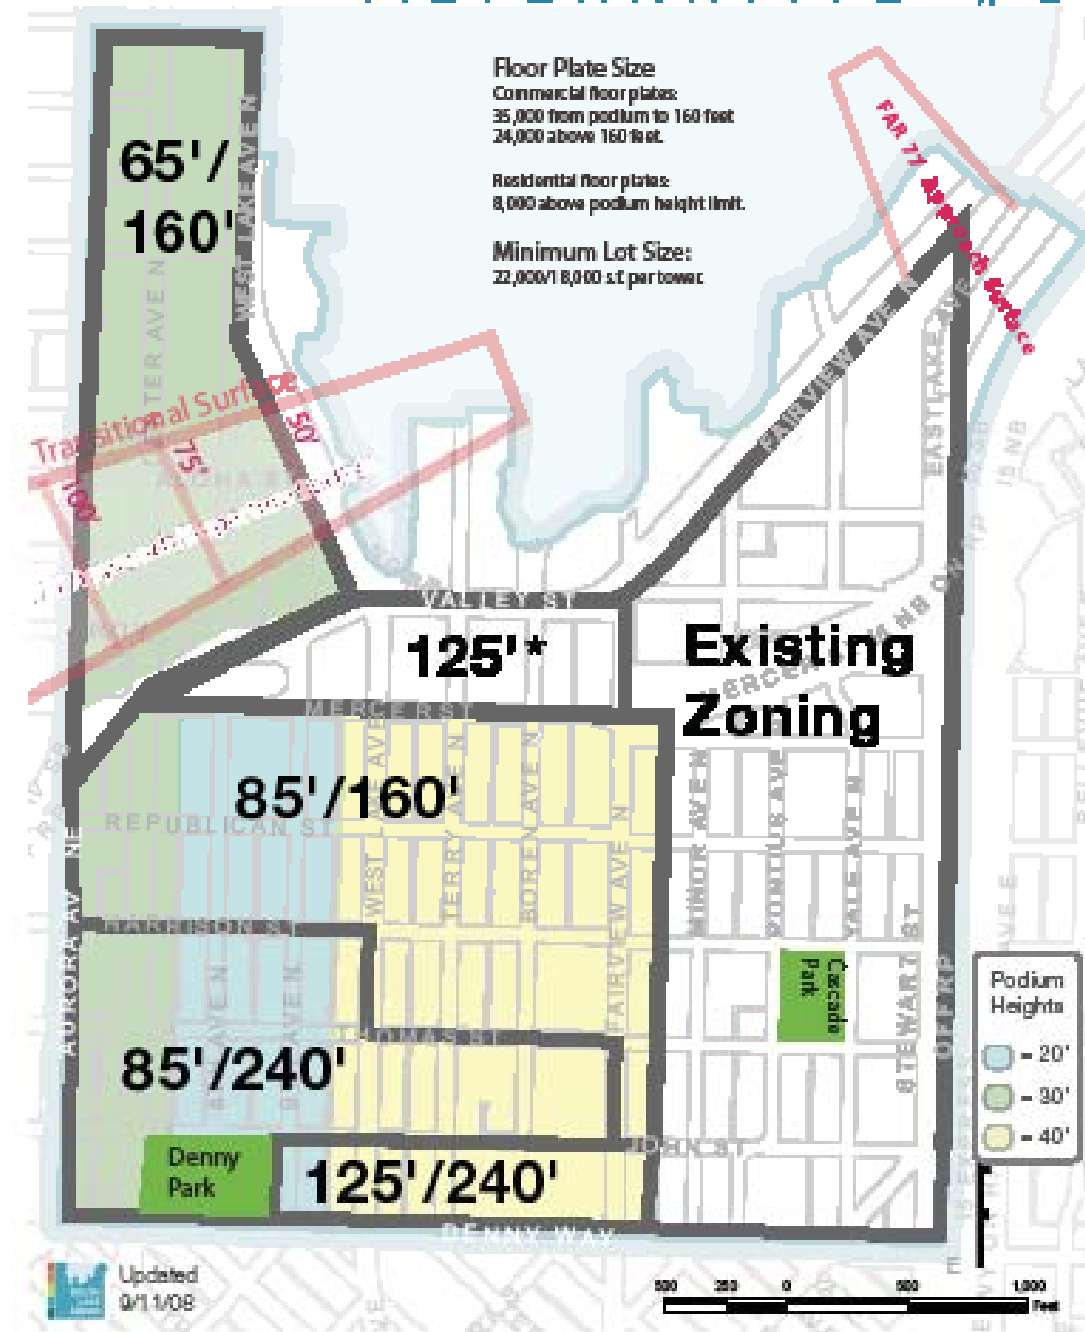 Floor Plate Size
Commercial floor plates:
35,000 from podium to 160 feet
24,000 above 160 feet.
Residential floor plates:
8,000 above podium height limit.
Minimum Lot Size:
22,000/18,000 s.f. per tower.
FAR 77 Approach Surface
65'/
160'
WEST LAKE AVE N
Transitional Surface
50'
75'
100'
FAIRVIEW AVE N
EASTLAKE AVE
I5 NB
VALLEY ST
125'*
Existing
Zoning
MERCER ST
85'/160'
REPUBLICAN ST
WEST LAKE AVE
TERRY AVE N
BOREN AVE N
FAIRVIEW AVE N
MINOR AVE N
PONTIUS AVE
YALE AVE N
HARRISON ST
AURORA AV NE
Cascade
Park
STEWART ST
THOMAS ST
85'/240'
Denny
Park
125'/240'
JOHN ST
DENNY WAY
Podium
Heights
= 20'
= 30'
= 40'
Updated
9/11/08
500 250 0 500 1,000
Feet